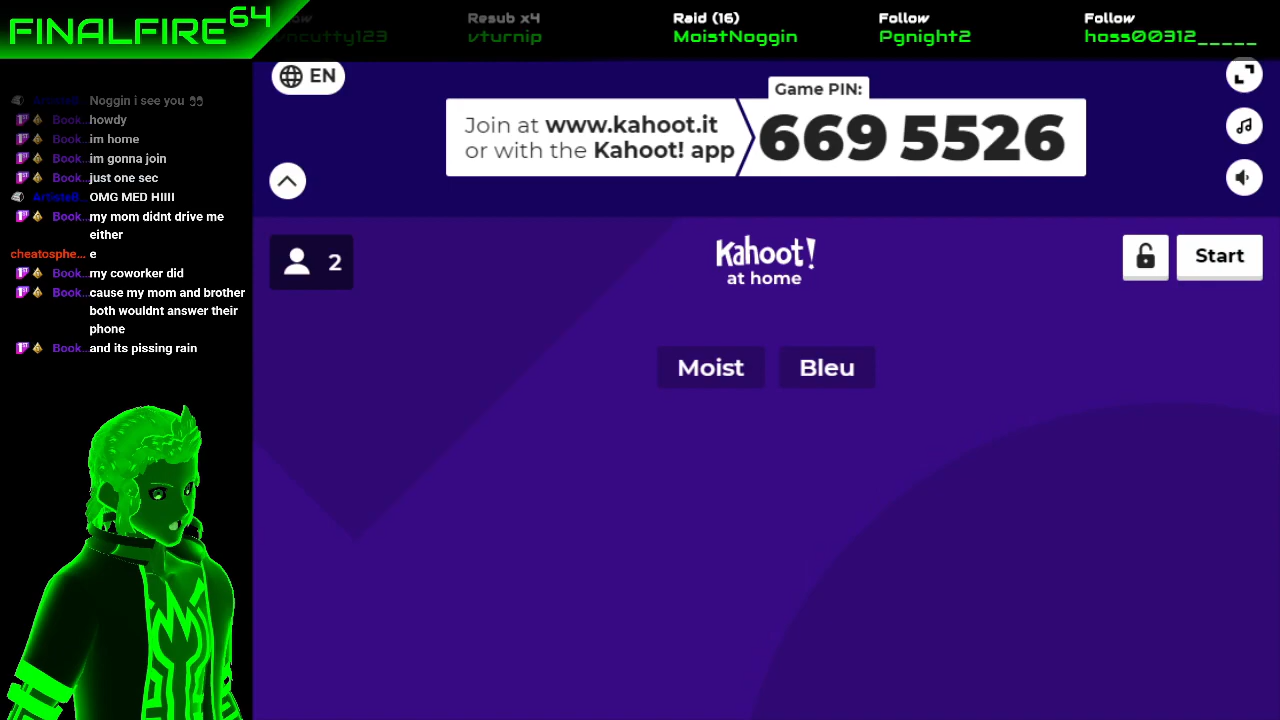 FINALFIRE64
Resub x4
vturnip
Raid (16)
MoistNoggin
Follow
Pgnight2
Follow
hoss00312_____
Noggin i see you 👀
Book... howdy
Book... im home
Book... im gonna join
Book... just one sec
OMG MED HIIII
Book... my mom didnt drive me
either
cheatosphe... e
Book... my coworker did
Book... cause my mom and brother
both wouldnt answer their
phone
Book... and its pissing rain
EN
Game PIN:
Join at www.kahoot.it
or with the Kahoot! app
669 5526
2
Kahoot!
at home
Start
Moist
Bleu